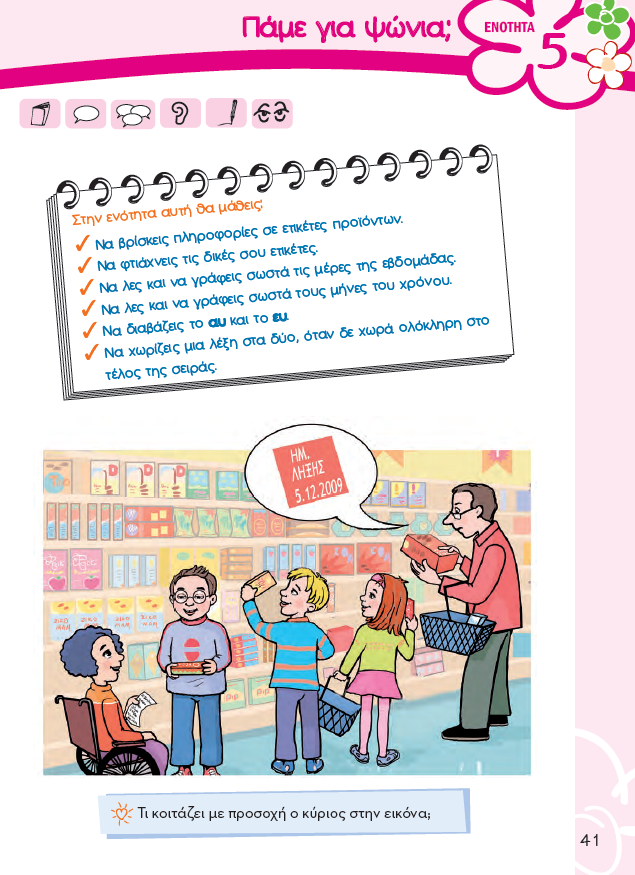 Πάμε για ψώνια;
ΕΝΟΤΗΤΑ
5
Στην ενότητα αυτή θα μάθεις:
Να βρίσκεις πληροφορίες σε ετικέτες προϊόντων.
Να φτιάχνεις τις δικές σου ετικέτες.
Να λες και να γράφεις σωστά τις μέρες της εβδομάδας.
Να λες και να γράφεις σωστά τους μήνες του χρόνου.
Να διαβάζεις το αυ και το ευ.
Να χωρίζεις μια λέξη στα δύο, όταν δε χωρά ολόκληρη στο
τέλος της σειράς.
ΗΜ.
ΛΗΞΗΣ
5.12.2009
Τι κοιτάζει με προσοχή ο κύριος στην εικόνα;
41